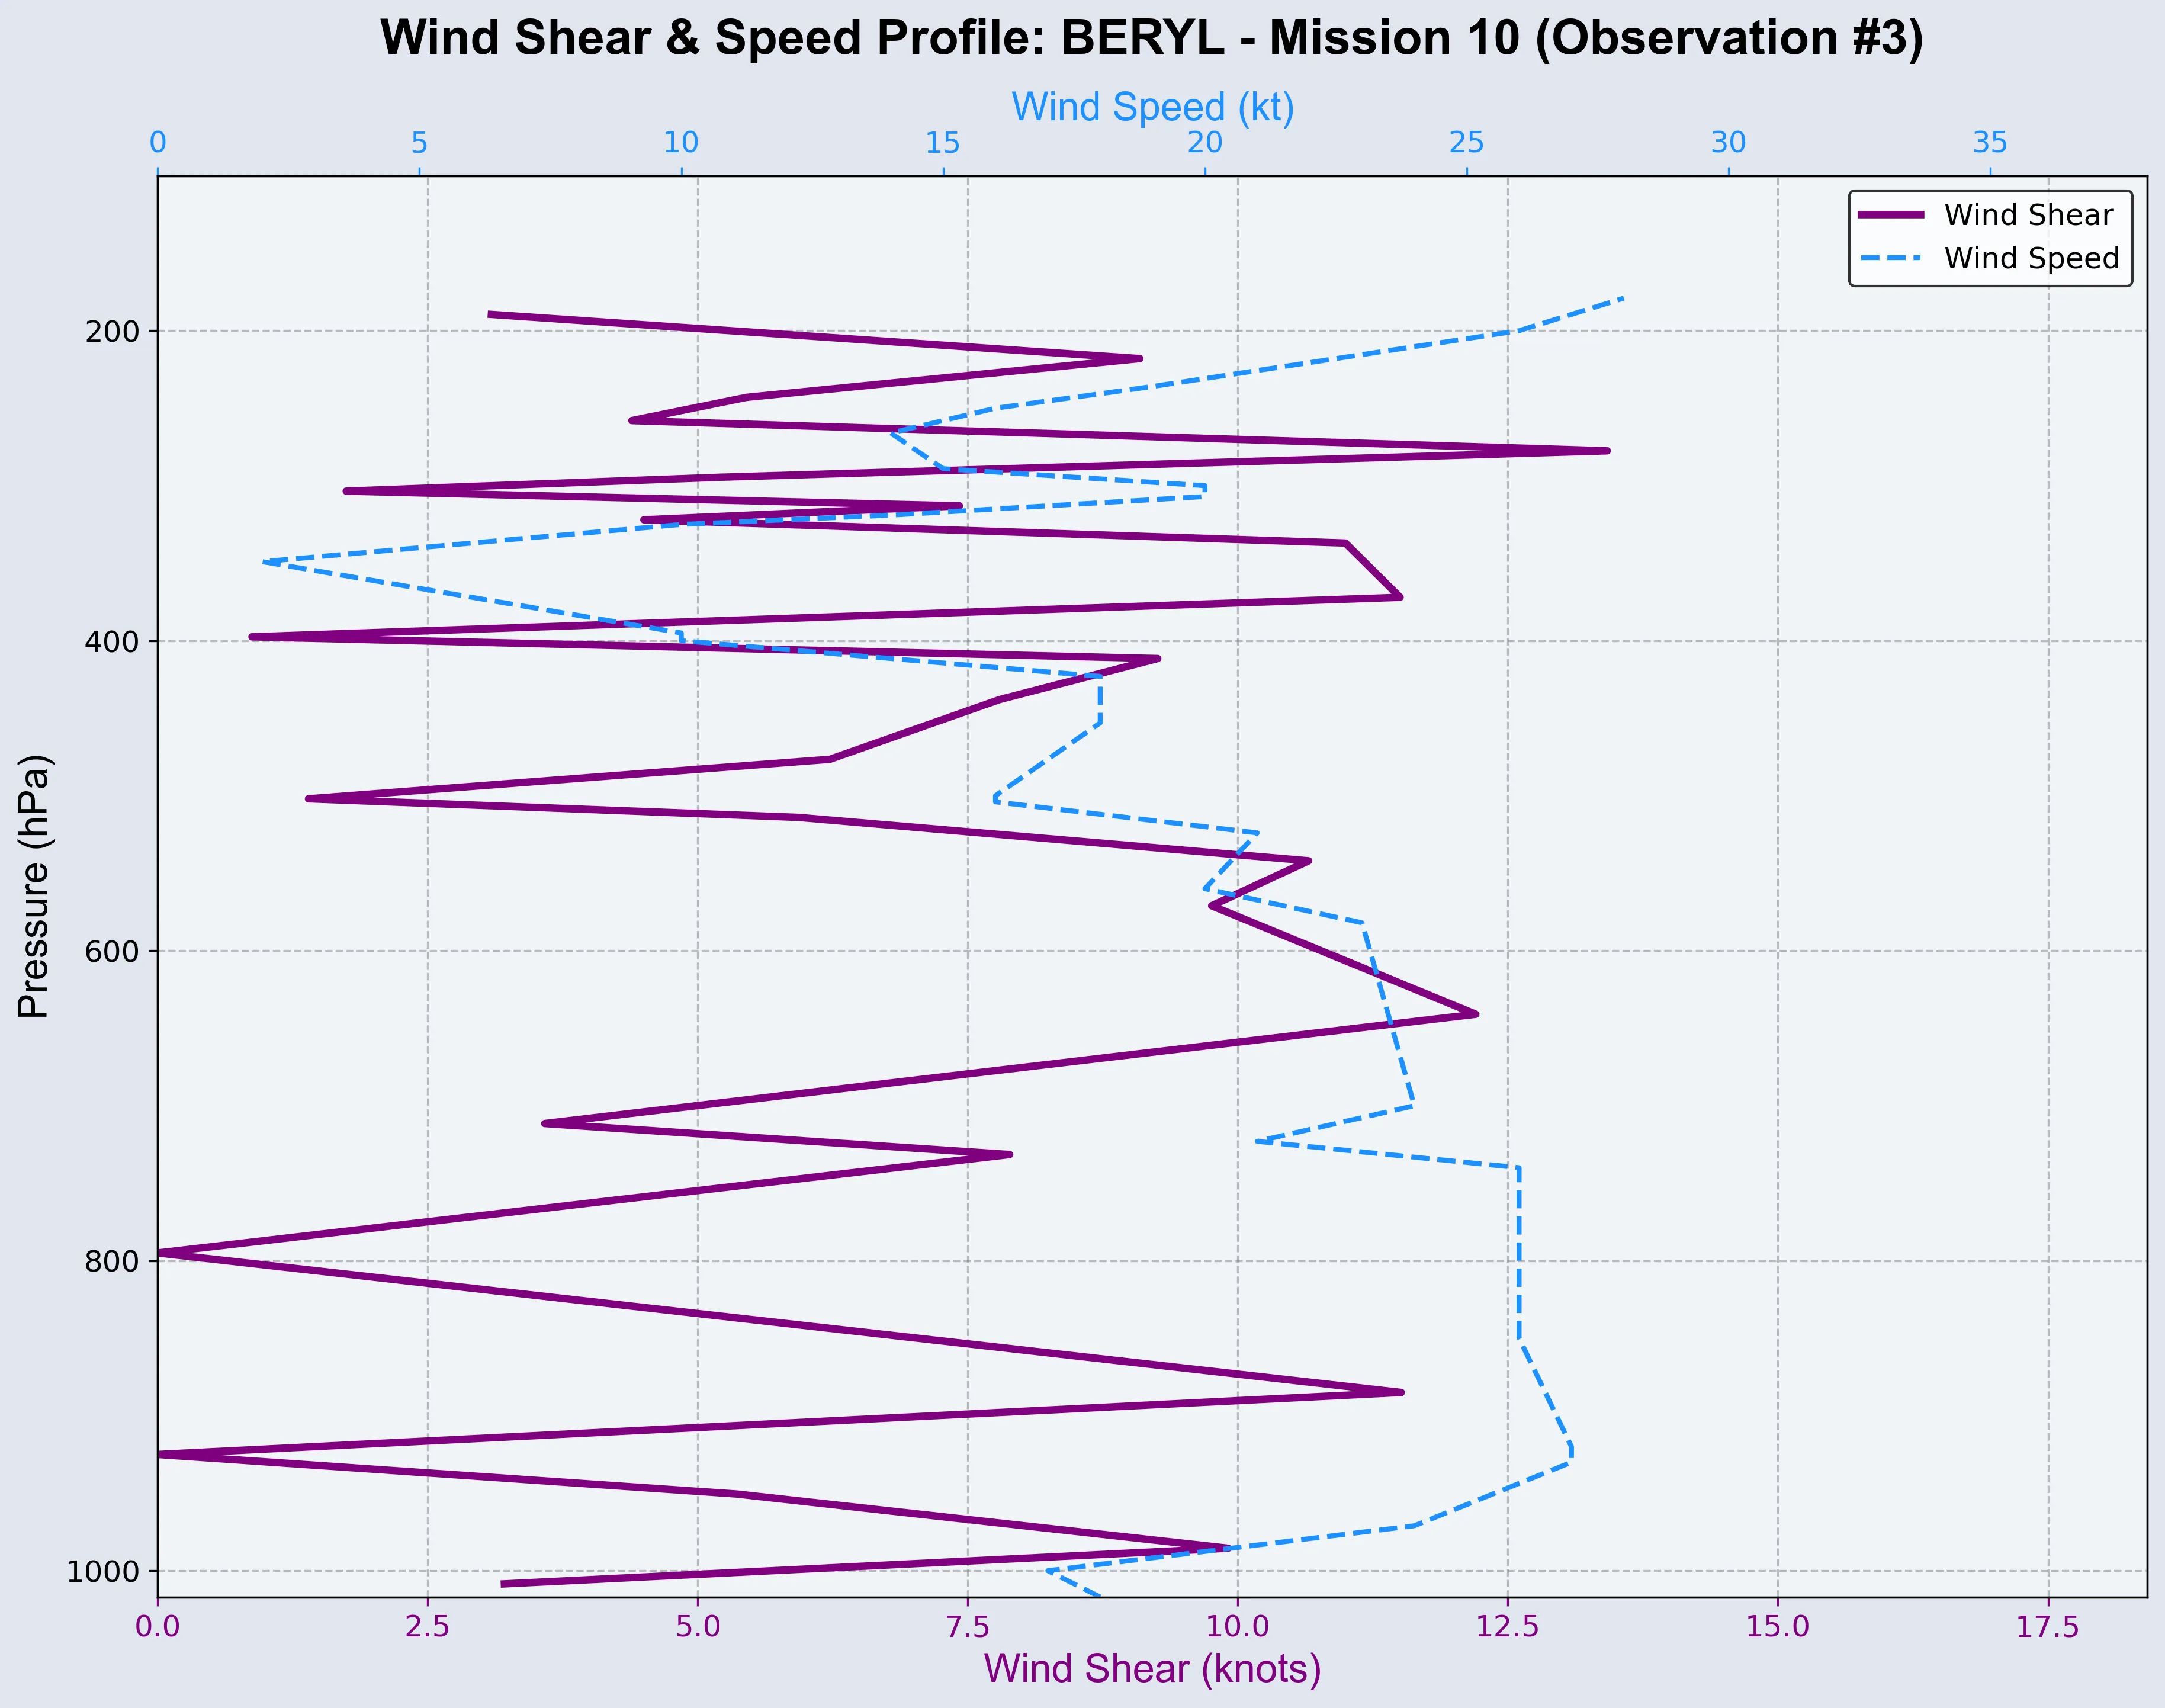 Wind Shear & Speed Profile: BERYL - Mission 10 (Observation #3)
Wind Speed (kt)
0 5 10 15 20 25 30 35
Wind Shear
Wind Speed
200
400
600
800
1000
Pressure (hPa)
0.0 2.5 5.0 7.5 10.0 12.5 15.0 17.5
Wind Shear (knots)